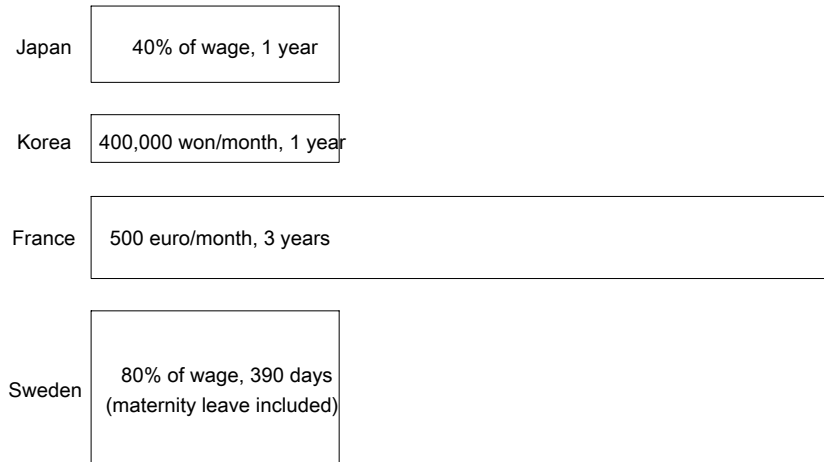 Japan 40% of wage, 1 year
Korea 400,000 won/month, 1 year
France 500 euro/month, 3 years
Sweden 80% of wage, 390 days
(maternity leave included)